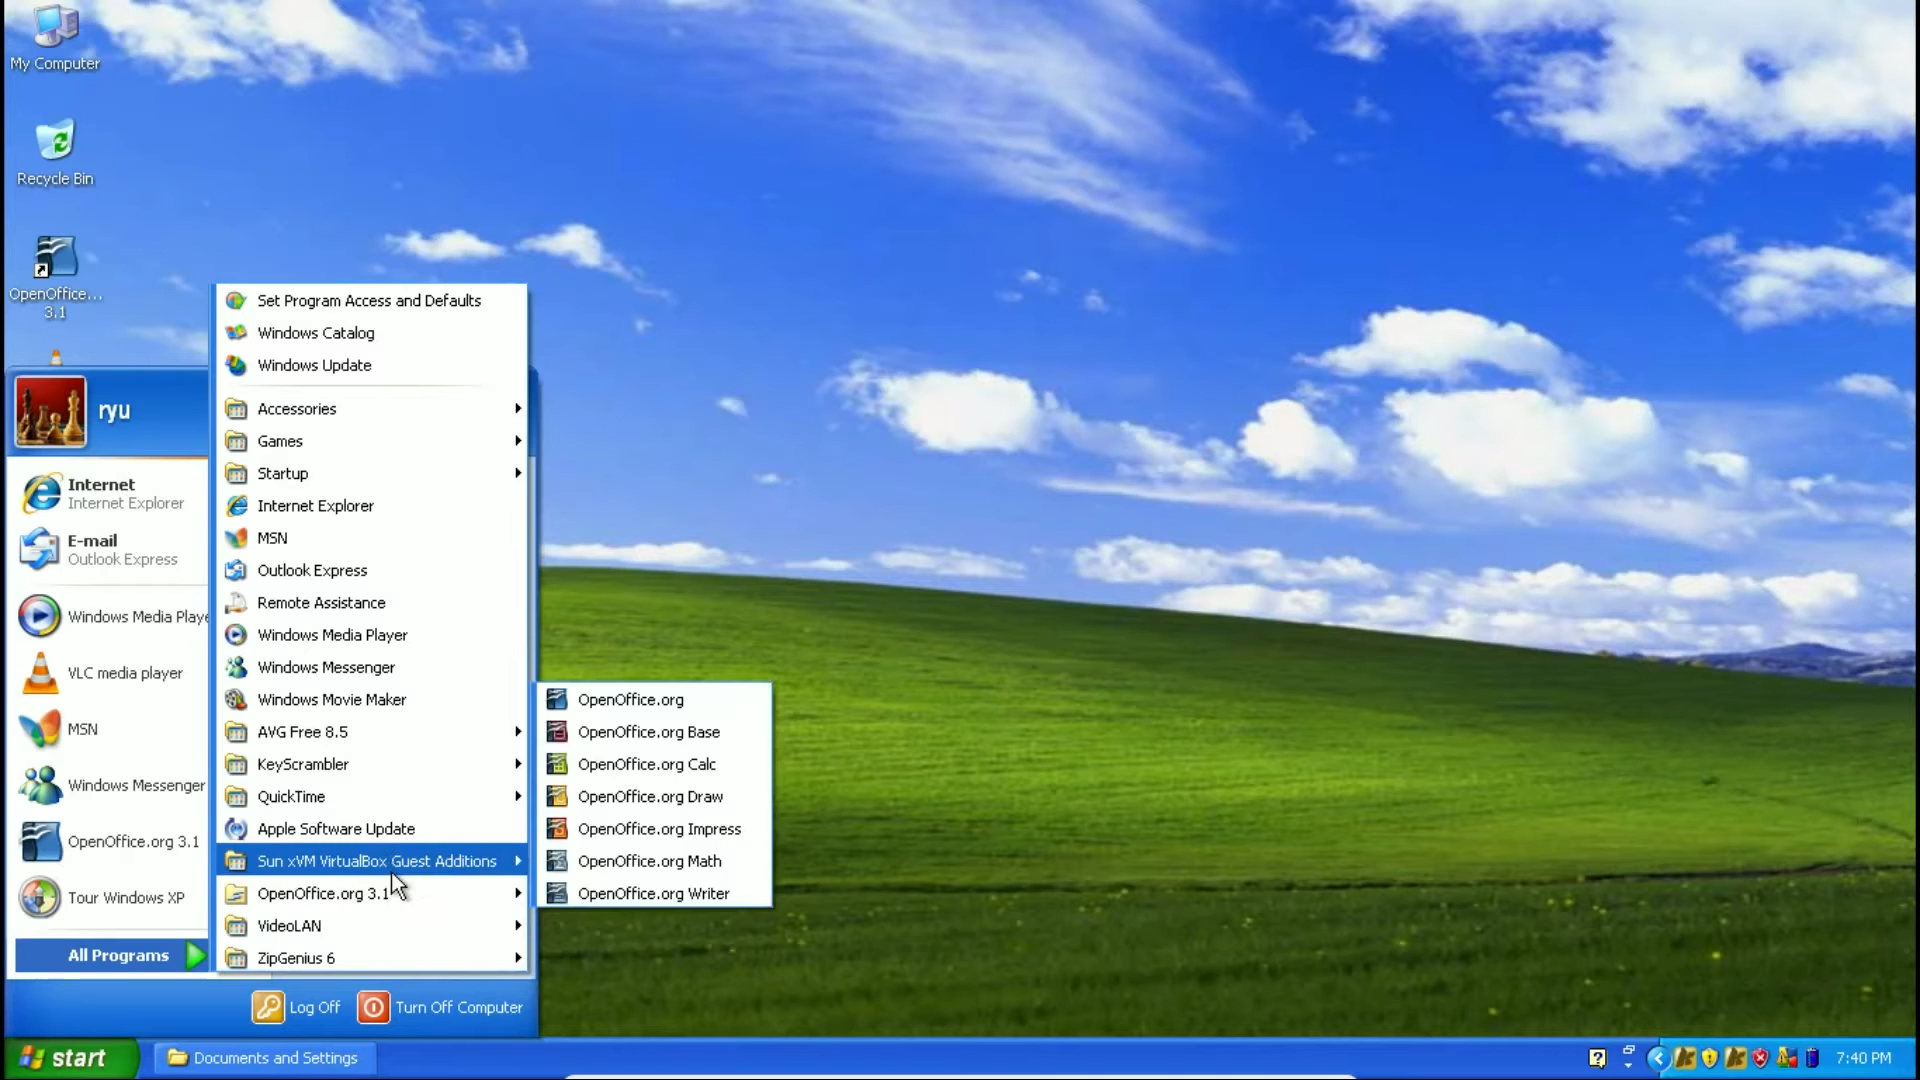 My Computer
Recycle Bin
OpenOffice...
3.1
ryu
Internet
Internet Explorer
E-mail
Outlook Express
Windows Media Playe
VLC media player
MSN
Windows Messenger
OpenOffice.org 3.1
Tour Windows XP
All Programs
Set Program Access and Defaults
Windows Catalog
Windows Update
Accessories
Games
Startup
Internet Explorer
MSN
Outlook Express
Remote Assistance
Windows Media Player
Windows Messenger
Windows Movie Maker
AVG Free 8.5
KeyScrambler
QuickTime
Apple Software Update
Sun xVM VirtualBox Guest Additions
OpenOffice.org 3.1
VideoLAN
ZipGenius 6
OpenOffice.org
OpenOffice.org Base
OpenOffice.org Calc
OpenOffice.org Draw
OpenOffice.org Impress
OpenOffice.org Math
OpenOffice.org Writer
Log Off
Turn Off Computer
start
Documents and Settings
7:40 PM